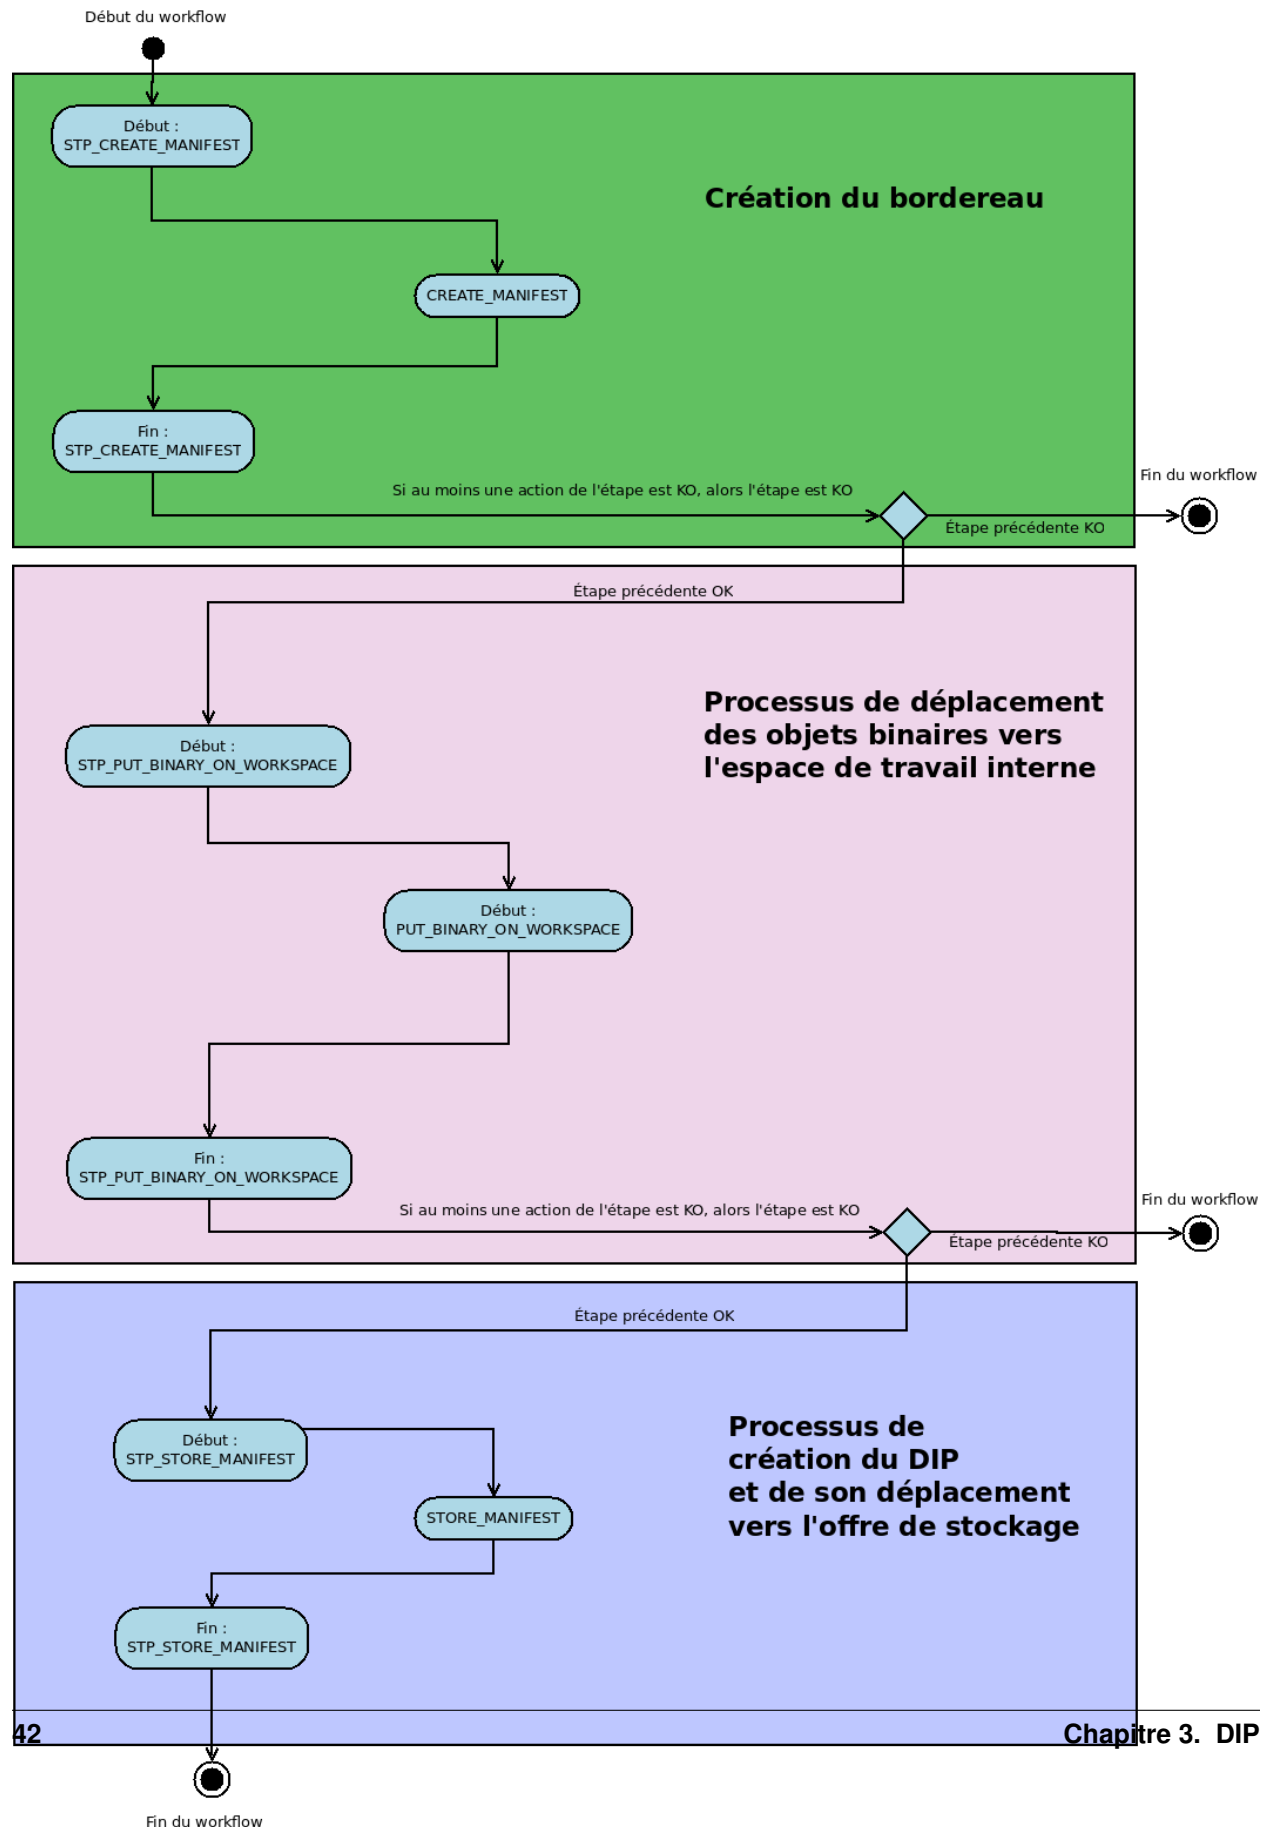 Début du workflow
Début :
STP_CREATE_MANIFEST
Création du bordereau
CREATE_MANIFEST
Fin :
STP_CREATE_MANIFEST
Si au moins une action de l'étape est KO, alors l'étape est KO
Fin du workflow
Étape précédente KO
Étape précédente OK
Processus de déplacement
des objets binaires vers
l'espace de travail interne
Début :
STP_PUT_BINARY_ON_WORKSPACE
Début :
PUT_BINARY_ON_WORKSPACE
Fin :
STP_PUT_BINARY_ON_WORKSPACE
Si au moins une action de l'étape est KO, alors l'étape est KO
Fin du workflow
Étape précédente KO
Étape précédente OK
Processus de
création du DIP
et de son déplacement
vers l'offre de stockage
Début :
STP_STORE_MANIFEST
STORE_MANIFEST
Fin :
STP_STORE_MANIFEST
42
Chapitre 3. DIP
Fin du workflow